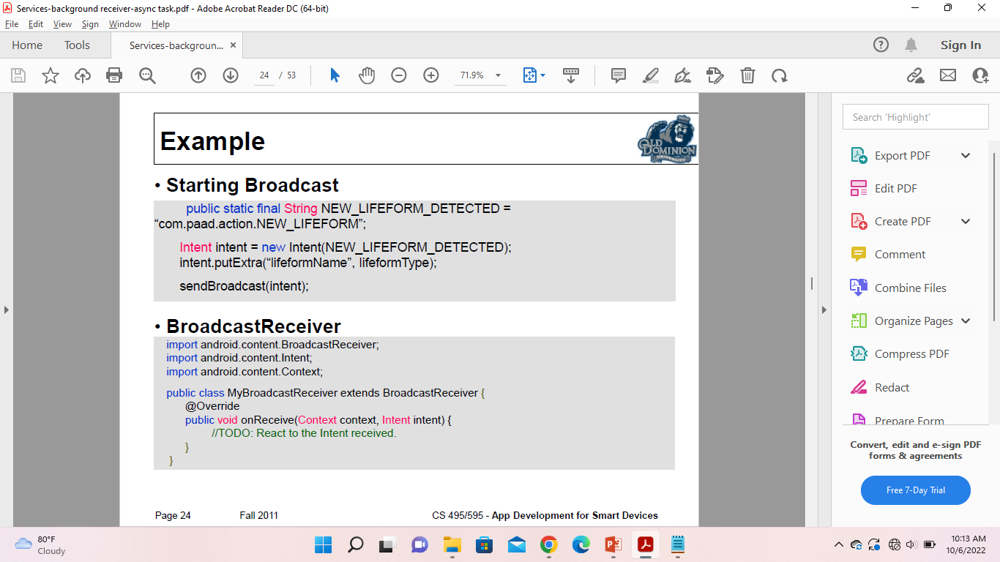 Services-background receiver-async task.pdf - Adobe Acrobat Reader DC (64-bit)
File Edit View Sign Window Help
Home Tools Services-backgroun... × Sign In
24 / 53 71.9%
Search 'Highlight'
Example
OLD DOMINION UNIVERSITY
• Starting Broadcast
public static final String NEW_LIFEFORM_DETECTED =
“com.paad.action.NEW_LIFEFORM”;
Intent intent = new Intent(NEW_LIFEFORM_DETECTED);
intent.putExtra(“lifeformName”, lifeformType);
sendBroadcast(intent);
• BroadcastReceiver
import android.content.BroadcastReceiver;
import android.content.Intent;
import android.content.Context;
public class MyBroadcastReceiver extends BroadcastReceiver {
@Override
public void onReceive(Context context, Intent intent) {
//TODO: React to the Intent received.
}
}
Page 24 Fall 2011 CS 495/595 - App Development for Smart Devices
Export PDF
Edit PDF
Create PDF
Comment
Combine Files
Organize Pages
Compress PDF
Redact
Prepare Form
Convert, edit and e-sign PDF
forms & agreements
Free 7-Day Trial
80°F
Cloudy
10:13 AM
10/6/2022